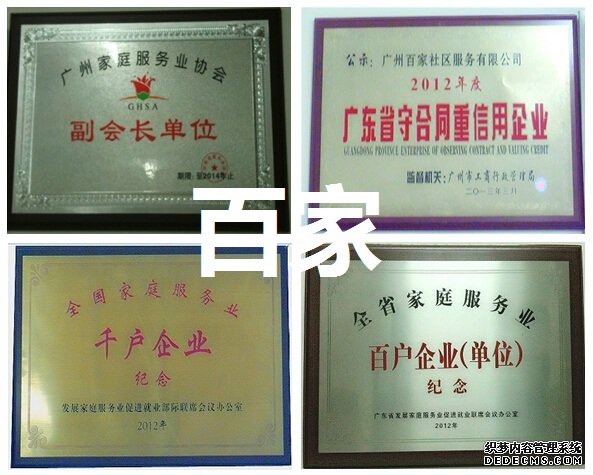 广州家庭服务业协会
GHSA
副会长单位
期限:至2014年止
公示:广州百家社区服务有限公司
2012年度
广东省守合同重信用企业
GUANGDONG PROVINCE ENTERPRISE OF OBSERVING CONTRACT AND VALUING CREDIT
监督机关:广州市工商行政管理局
二〇一三年三月
百家
全国家庭服务业
千户企业
纪念
发展家庭服务业促进就业部际联席会议办公室
2012年
全省家庭服务业
百户企业(单位)
纪念
广东省发展家庭服务业促进就业联席会议办公室
2012年
织梦内容管理系统
DEDECMS.COM